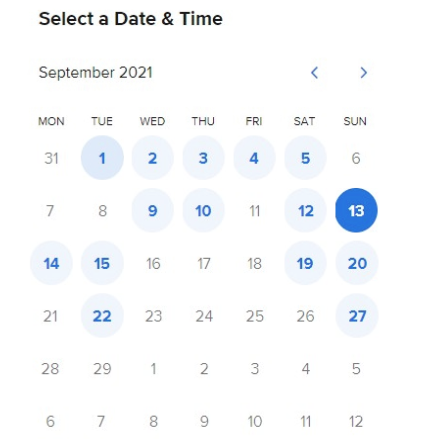 Select a Date & Time
September 2021
MON TUE WED THU FRI SAT SUN
31 1 2 3 4 5 6
7 8 9 10 11 12 13
14 15 16 17 18 19 20
21 22 23 24 25 26 27
28 29 1 2 3 4 5
6 7 8 9 10 11 12